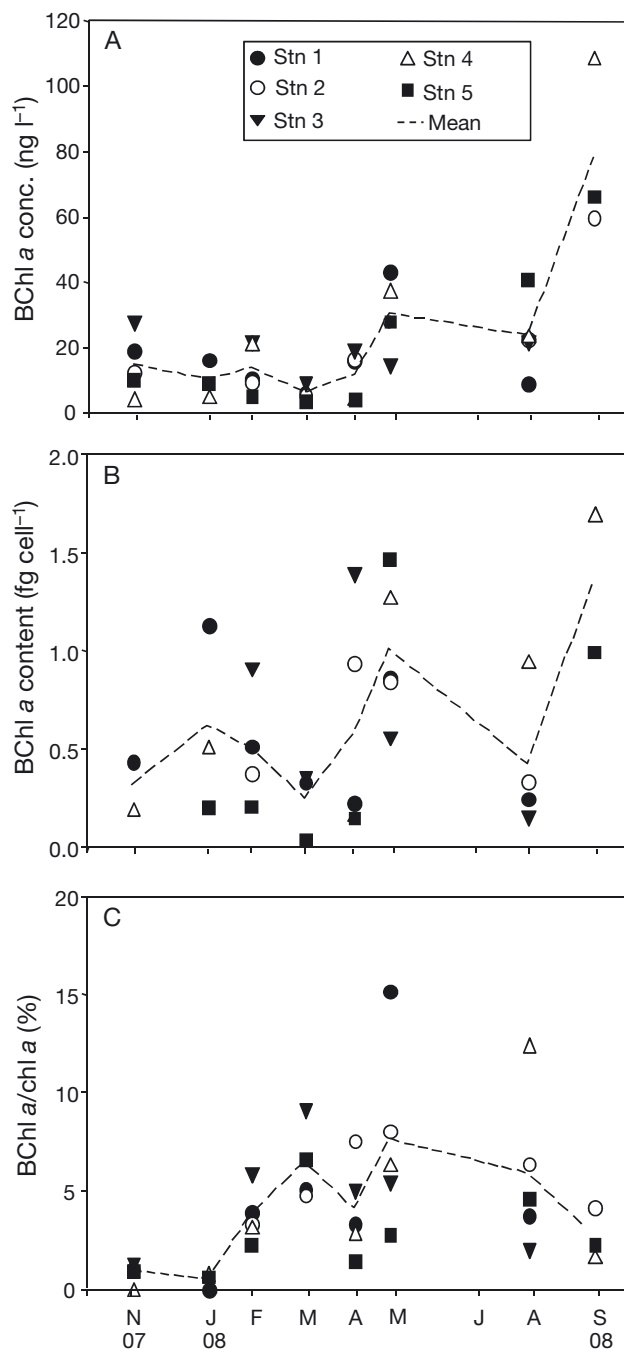 A
120
100
80
60
40
20
0
BChl a conc. (ng l⁻¹)
Stn 1
Stn 2
Stn 3
Stn 4
Stn 5
Mean
B
2.0
1.5
1.0
0.5
0.0
BChl a content (fg cell⁻¹)
C
20
15
10
5
0
BChl a/chl a (%)
N J F M A M J A S
07 08 08